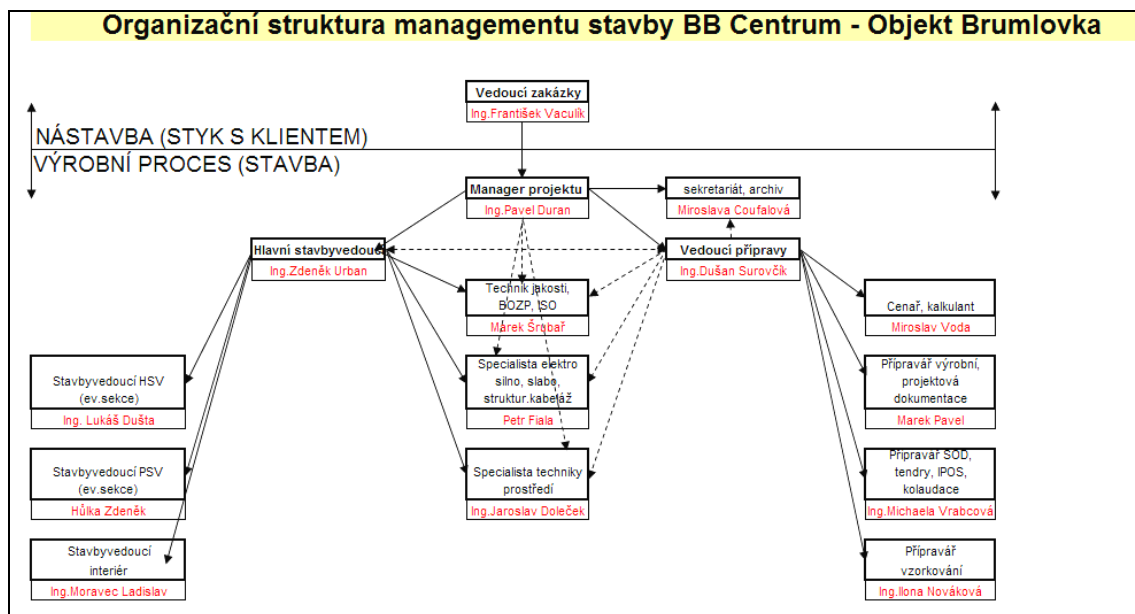 Organizační struktura managementu stavby BB Centrum - Objekt Brumlovka
Vedoucí zakázky
Ing.František Vaculík
NÁSTAVBA (STYK S KLIENTEM)
VÝROBNÍ PROCES (STAVBA)
Manager projektu
Ing.Pavel Duran
sekretariát, archiv
Miroslava Coufalová
Hlavní stavbyvedoucí
Ing.Zdeněk Urban
Vedoucí přípravy
Ing.Dušan Surovčík
Technik jakosti,
BOZP, ISO
Marek Šrubař
Cenař, kalkulant
Miroslav Voda
Stavbyvedoucí HSV
(ev.sekce)
Ing. Lukáš Dušta
Specialista elektro
silno, slabo,
struktur.kabeláž
Petr Fiala
Přípravář výrobní,
projektová
dokumentace
Marek Pavel
Stavbyvedoucí PSV
(ev.sekce)
Hůlka Zdeněk
Specialista techniky
prostředí
Ing.Jaroslav Doleček
Připravář SOD,
tendry, IPOS,
kolaudace
Ing.Michaela Vrabcová
Stavbyvedoucí
interiér
Ing.Moravec Ladislav
Přípravář
vzorkování
Ing.Ilona Nováková